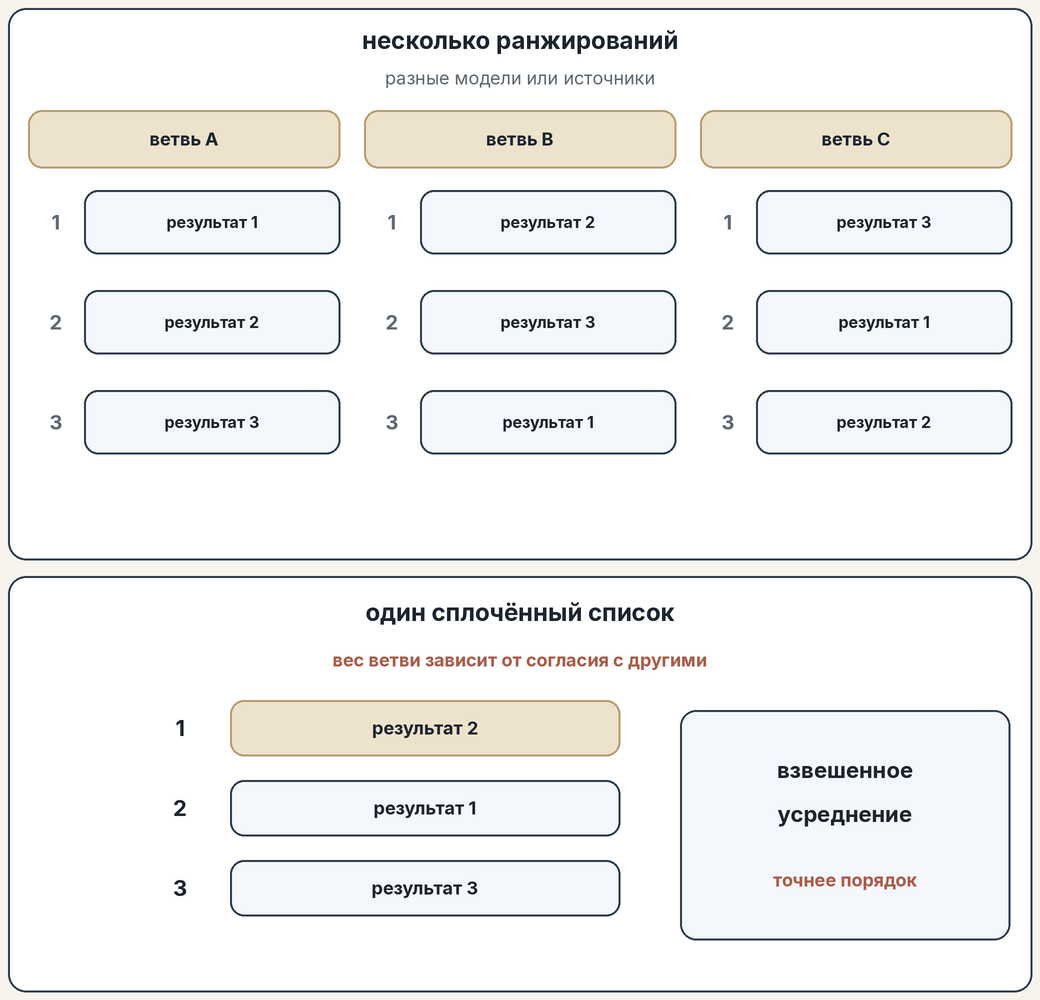 несколько ранжирований
разные модели или источники
ветвь A
ветвь B
ветвь C
1
результат 1
1
результат 2
1
результат 3
2
результат 2
2
результат 3
2
результат 1
3
результат 3
3
результат 1
3
результат 2
один сплочённый список
вес ветви зависит от согласия с другими
1
результат 2
2
результат 1
3
результат 3
взвешенное
усреднение
точнее порядок